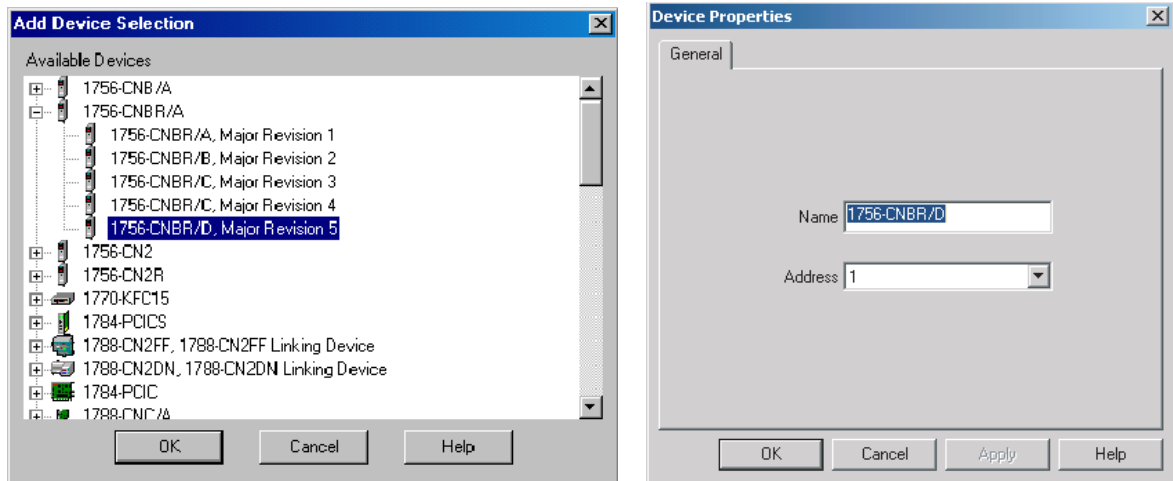 Add Device Selection
Available Devices
1756-CNB/A
1756-CNBR/A
1756-CNBR/A, Major Revision 1
1756-CNBR/B, Major Revision 2
1756-CNBR/C, Major Revision 3
1756-CNBR/C, Major Revision 4
1756-CNBR/D, Major Revision 5
1756-CN2
1756-CN2R
1770-KFC15
1784-PCICS
1788-CN2FF, 1788-CN2FF Linking Device
1788-CN2DN, 1788-CN2DN Linking Device
1784-PCIC
1788-CNC/A
OK Cancel Help
Device Properties
General
Name 1756-CNBR/D
Address 1
OK Cancel Apply Help